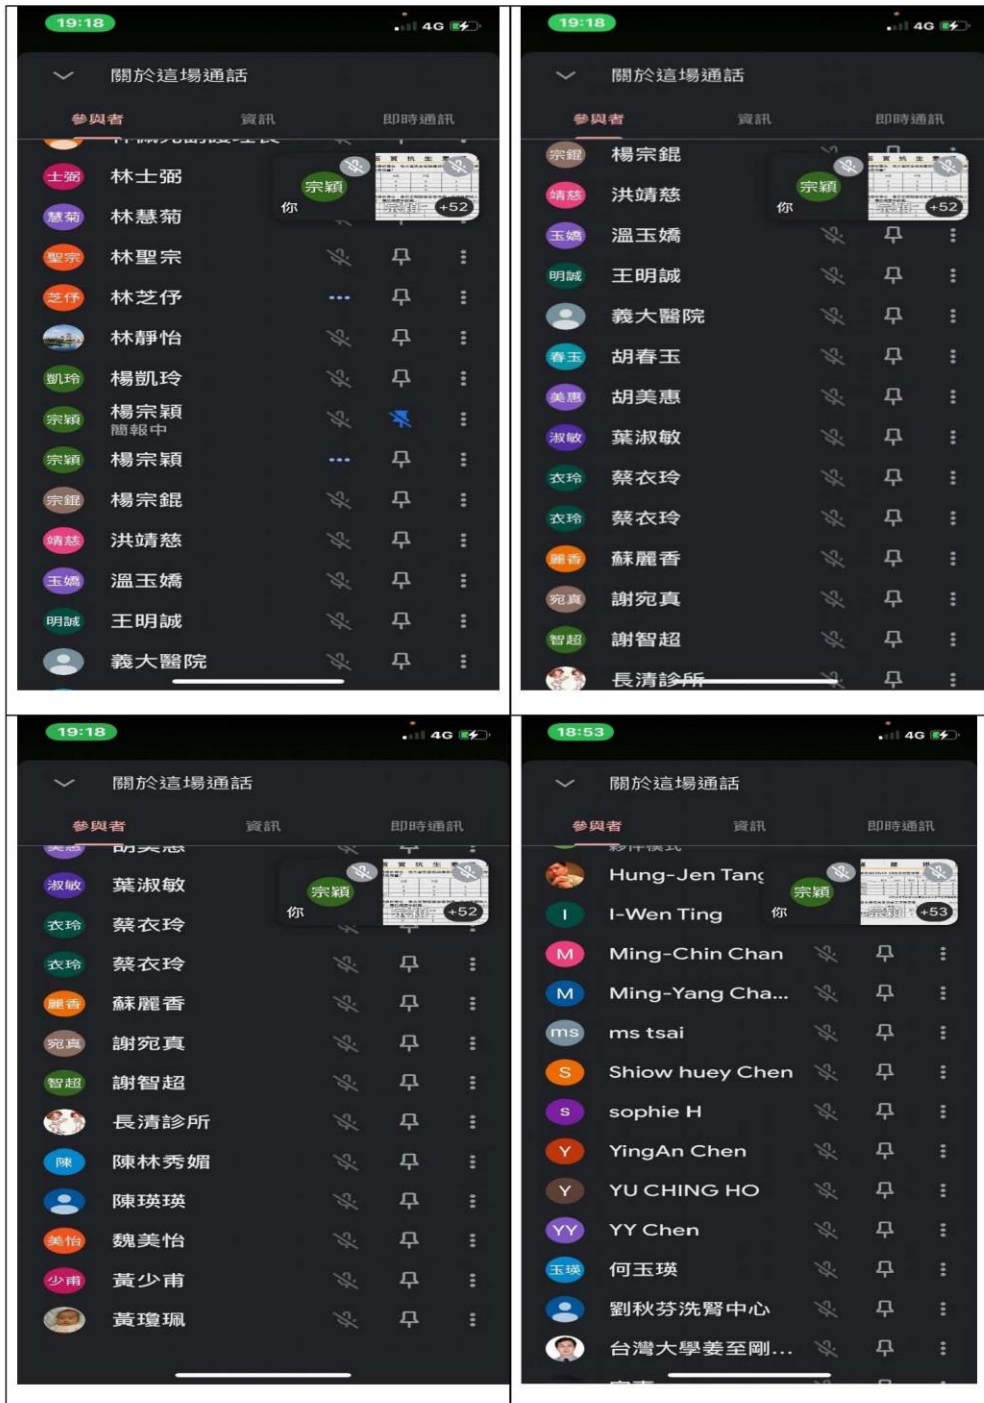 19:18
4G
關於這場通話
參與者 資訊 即時通訊
士弼 林士弼
宗穎
你
+52
慧菊 林慧菊
聖宗 林聖宗
芝伃 林芝伃
林靜怡
凱玲 楊凱玲
宗穎 楊宗穎
簡報中
宗穎 楊宗穎
宗錕 楊宗錕
靖慈 洪靖慈
玉嬌 溫玉嬌
明誠 王明誠
義大醫院
19:18
4G
關於這場通話
參與者 資訊 即時通訊
宗錕 楊宗錕
宗穎
你
+52
靖慈 洪靖慈
玉嬌 溫玉嬌
明誠 王明誠
義大醫院
春玉 胡春玉
美惠 胡美惠
淑敏 葉淑敏
衣玲 蔡衣玲
衣玲 蔡衣玲
麗香 蘇麗香
宛真 謝宛真
智超 謝智超
長清診所
19:18
4G
關於這場通話
參與者 資訊 即時通訊
美惠 胡美惠
淑敏 葉淑敏
宗穎
你
+52
衣玲 蔡衣玲
衣玲 蔡衣玲
麗香 蘇麗香
宛真 謝宛真
智超 謝智超
長清診所
陳 陳林秀媚
陳瑛瑛
美怡 魏美怡
少甫 黃少甫
黃瓊珮
18:53
4G
關於這場通話
參與者 資訊 即時通訊
夥伴模式
Hung-Jen Tang
宗穎
你
+53
I I-Wen Ting
M Ming-Chin Chan
M Ming-Yang Cha...
ms ms tsai
S Shiow huey Chen
s sophie H
Y YingAn Chen
Y YU CHING HO
YY YY Chen
玉瑛 何玉瑛
劉秋芬洗腎中心
台灣大學姜至剛...